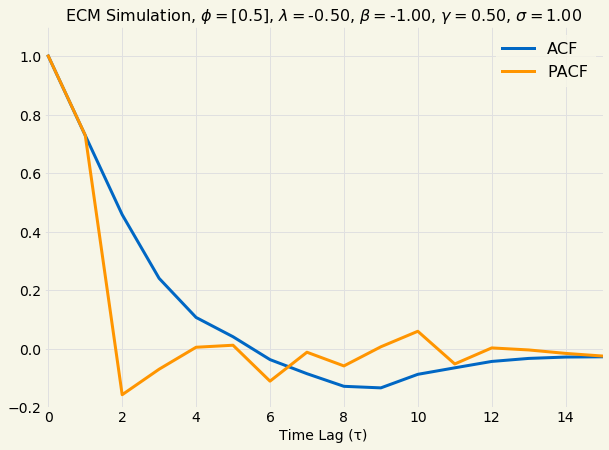 ECM Simulation, ϕ = [0.5], λ = -0.50, β = -1.00, γ = 0.50, σ = 1.00
ACF
PACF
1.0
0.8
0.6
0.4
0.2
0.0
−0.2
0 2 4 6 8 10 12 14
Time Lag (τ)